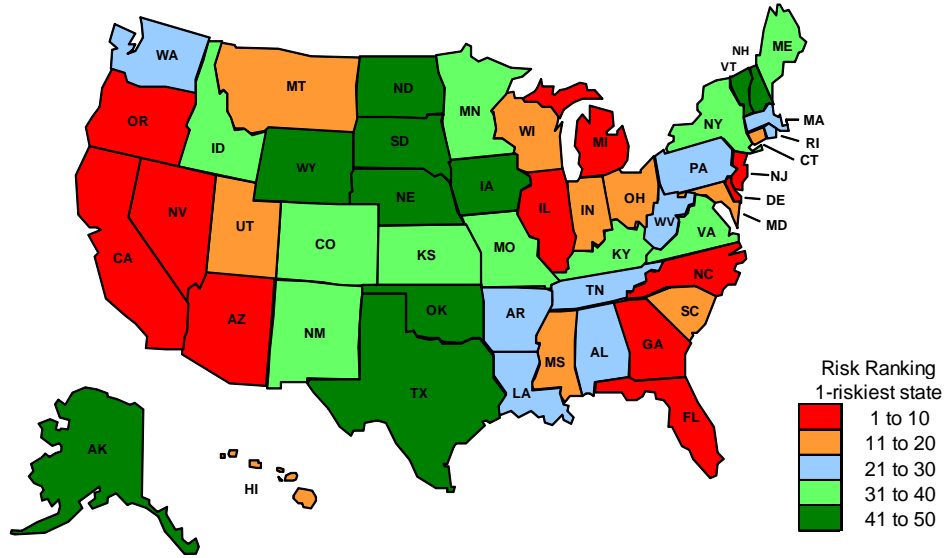 ME
NH
WA
VT
MT
ND
MN
OR
MA
NY
WI
SD
MI
RI
ID
CT
PA
WY
NJ
IA
NE
OH
DE
IL
IN
NV
WV
MD
UT
VA
CO
MO
KS
KY
CA
NC
TN
OK
AR
SC
AZ
NM
GA
MS
AL
Risk Ranking
TX
LA
1-riskiest state
FL
1 to 10
11 to 20
AK
21 to 30
HI
31 to 40
41 to 50